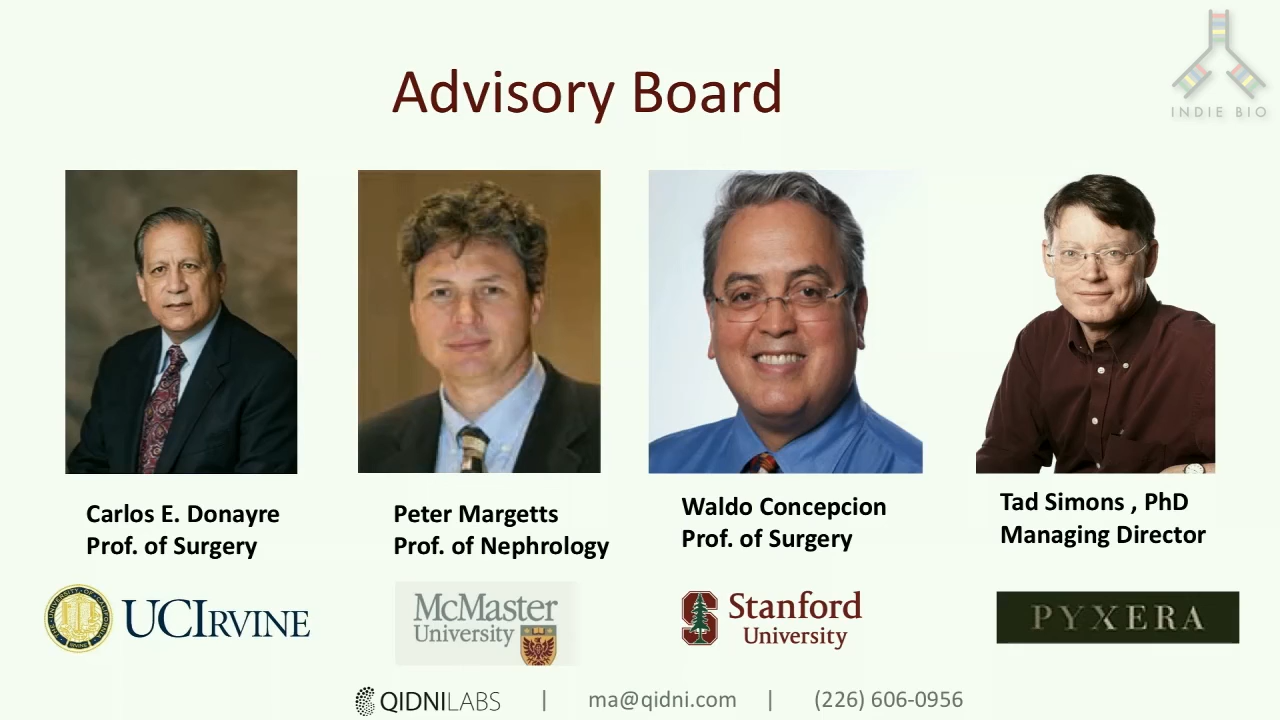 INDIE BIO
Advisory Board
Carlos E. Donayre
Prof. of Surgery
Peter Margetts
Prof. of Nephrology
Waldo Concepcion
Prof. of Surgery
Tad Simons , PhD
Managing Director
UCIRVINE
McMaster
University
Stanford
University
PYXERA
QIDNILABS | ma@qidni.com | (226) 606-0956